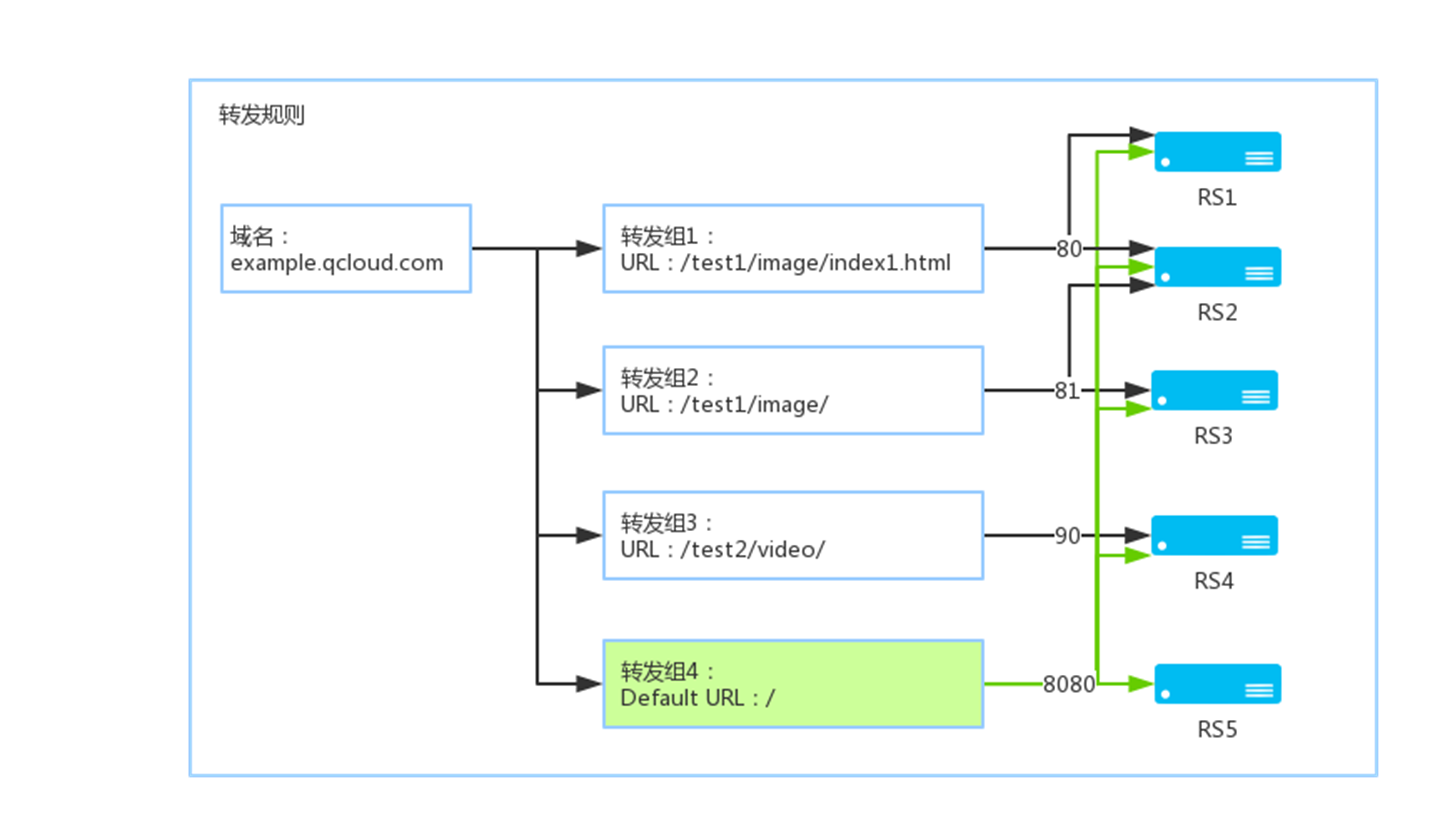 转发规则
域名：
example.qcloud.com
转发组1：
URL：/test1/image/index1.html
80
RS1
RS2
转发组2：
URL：/test1/image/
81
RS3
转发组3：
URL：/test2/video/
90
RS4
转发组4：
Default URL：/
8080
RS5